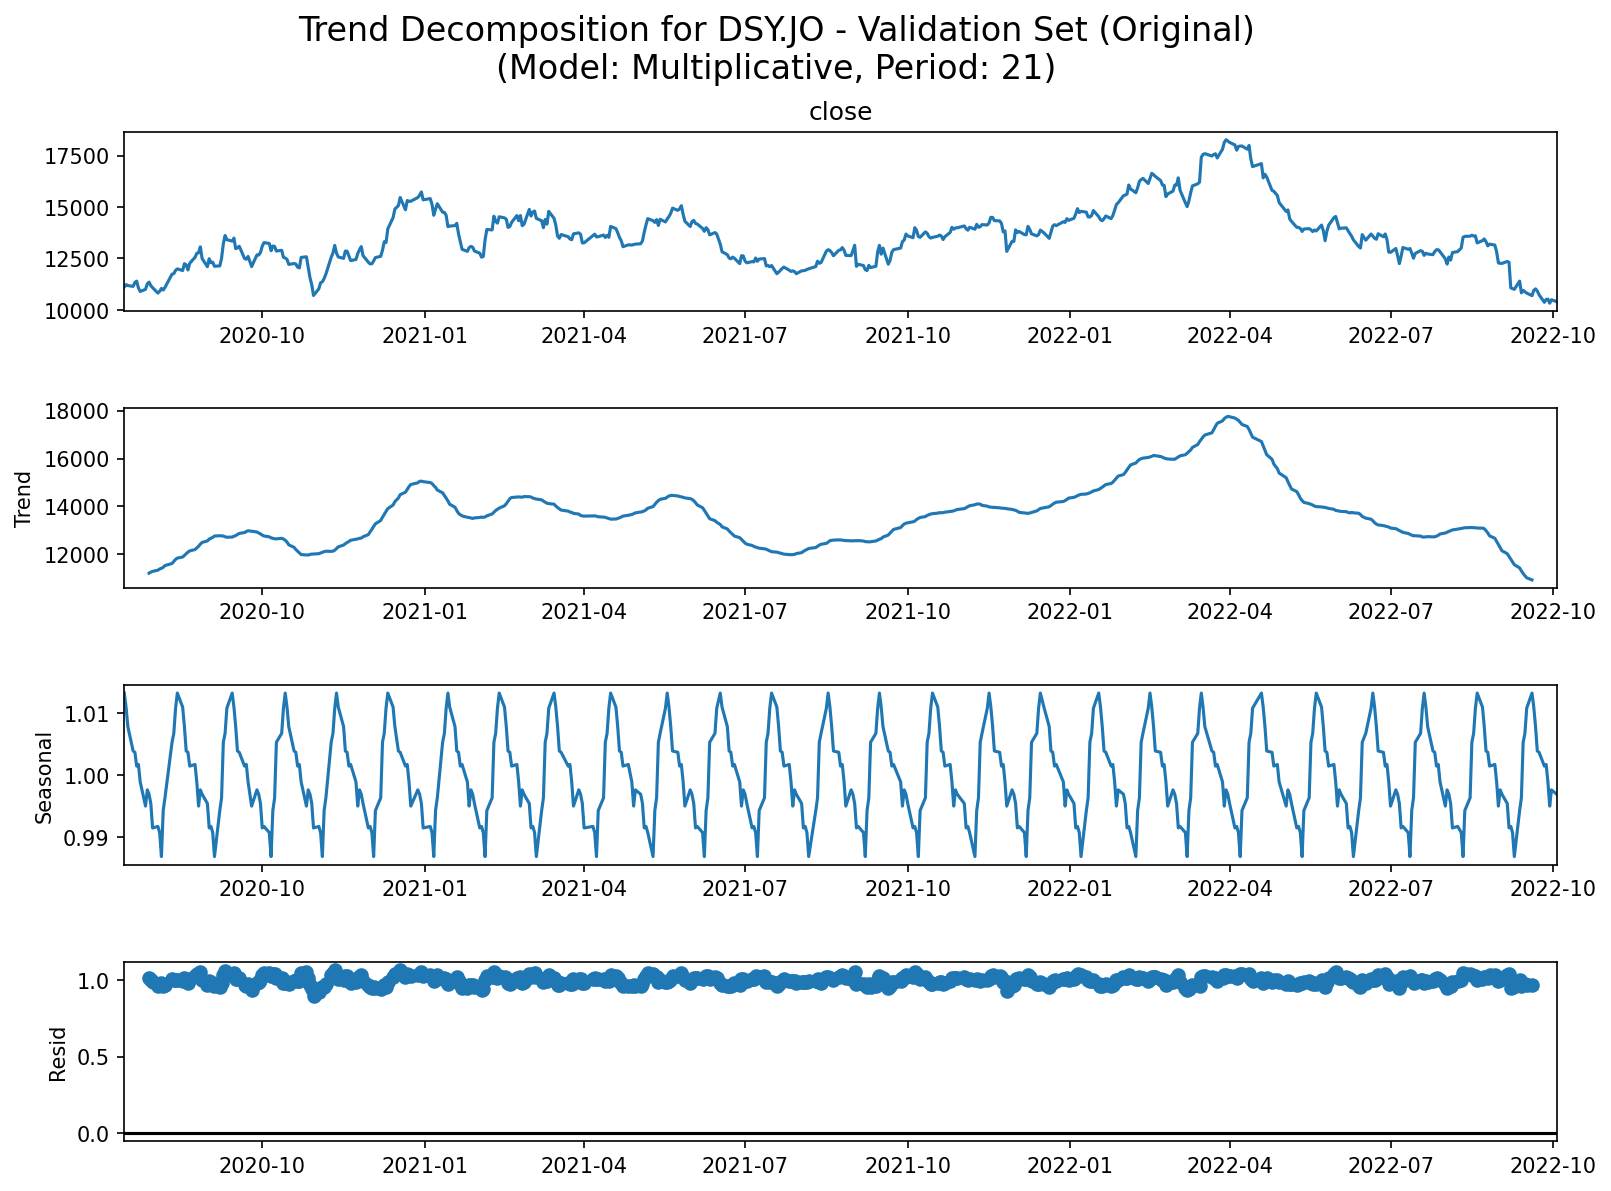 Trend Decomposition for DSY.JO - Validation Set (Original)
(Model: Multiplicative, Period: 21)
close
17500
15000
12500
10000
2020-10 2021-01 2021-04 2021-07 2021-10 2022-01 2022-04 2022-07 2022-10
Trend
18000
16000
14000
12000
2020-10 2021-01 2021-04 2021-07 2021-10 2022-01 2022-04 2022-07 2022-10
Seasonal
1.01
1.00
0.99
2020-10 2021-01 2021-04 2021-07 2021-10 2022-01 2022-04 2022-07 2022-10
Resid
1.0
0.5
0.0
2020-10 2021-01 2021-04 2021-07 2021-10 2022-01 2022-04 2022-07 2022-10